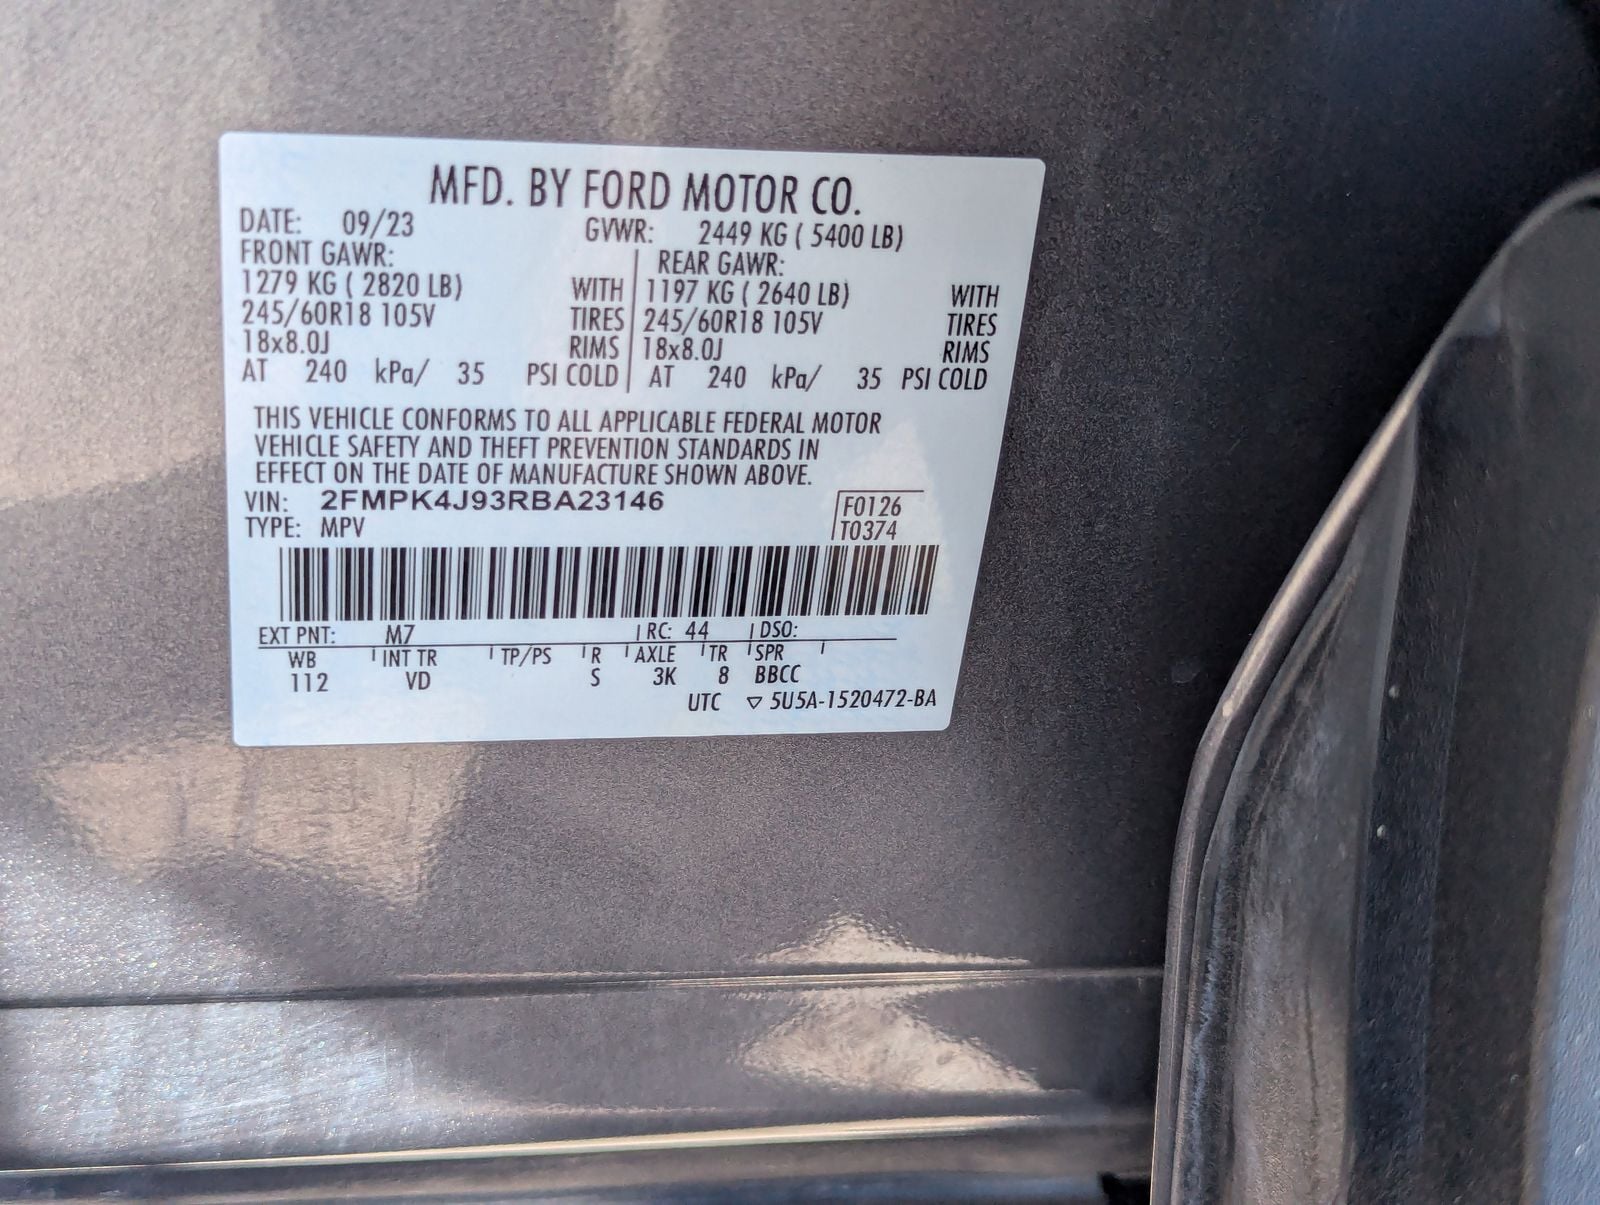 MFD. BY FORD MOTOR CO.
DATE: 09/23 GVWR: 2449 KG ( 5400 LB)
FRONT GAWR: REAR GAWR:
1279 KG ( 2820 LB) WITH 1197 KG ( 2640 LB) WITH
245/60R18 105V TIRES 245/60R18 105V TIRES
18x8.0J RIMS 18x8.0J RIMS
AT 240 kPa/ 35 PSI COLD AT 240 kPa/ 35 PSI COLD
THIS VEHICLE CONFORMS TO ALL APPLICABLE FEDERAL MOTOR
VEHICLE SAFETY AND THEFT PREVENTION STANDARDS IN
EFFECT ON THE DATE OF MANUFACTURE SHOWN ABOVE.
VIN: 2FMPK4J93RBA23146 F0126
TYPE: MPV T0374
EXT PNT: M7 RC: 44 DSO:
WB INT TR TP/PS R AXLE TR SPR
112 VD S 3K 8 BBCC
UTC ▽ 5U5A-1520472-BA